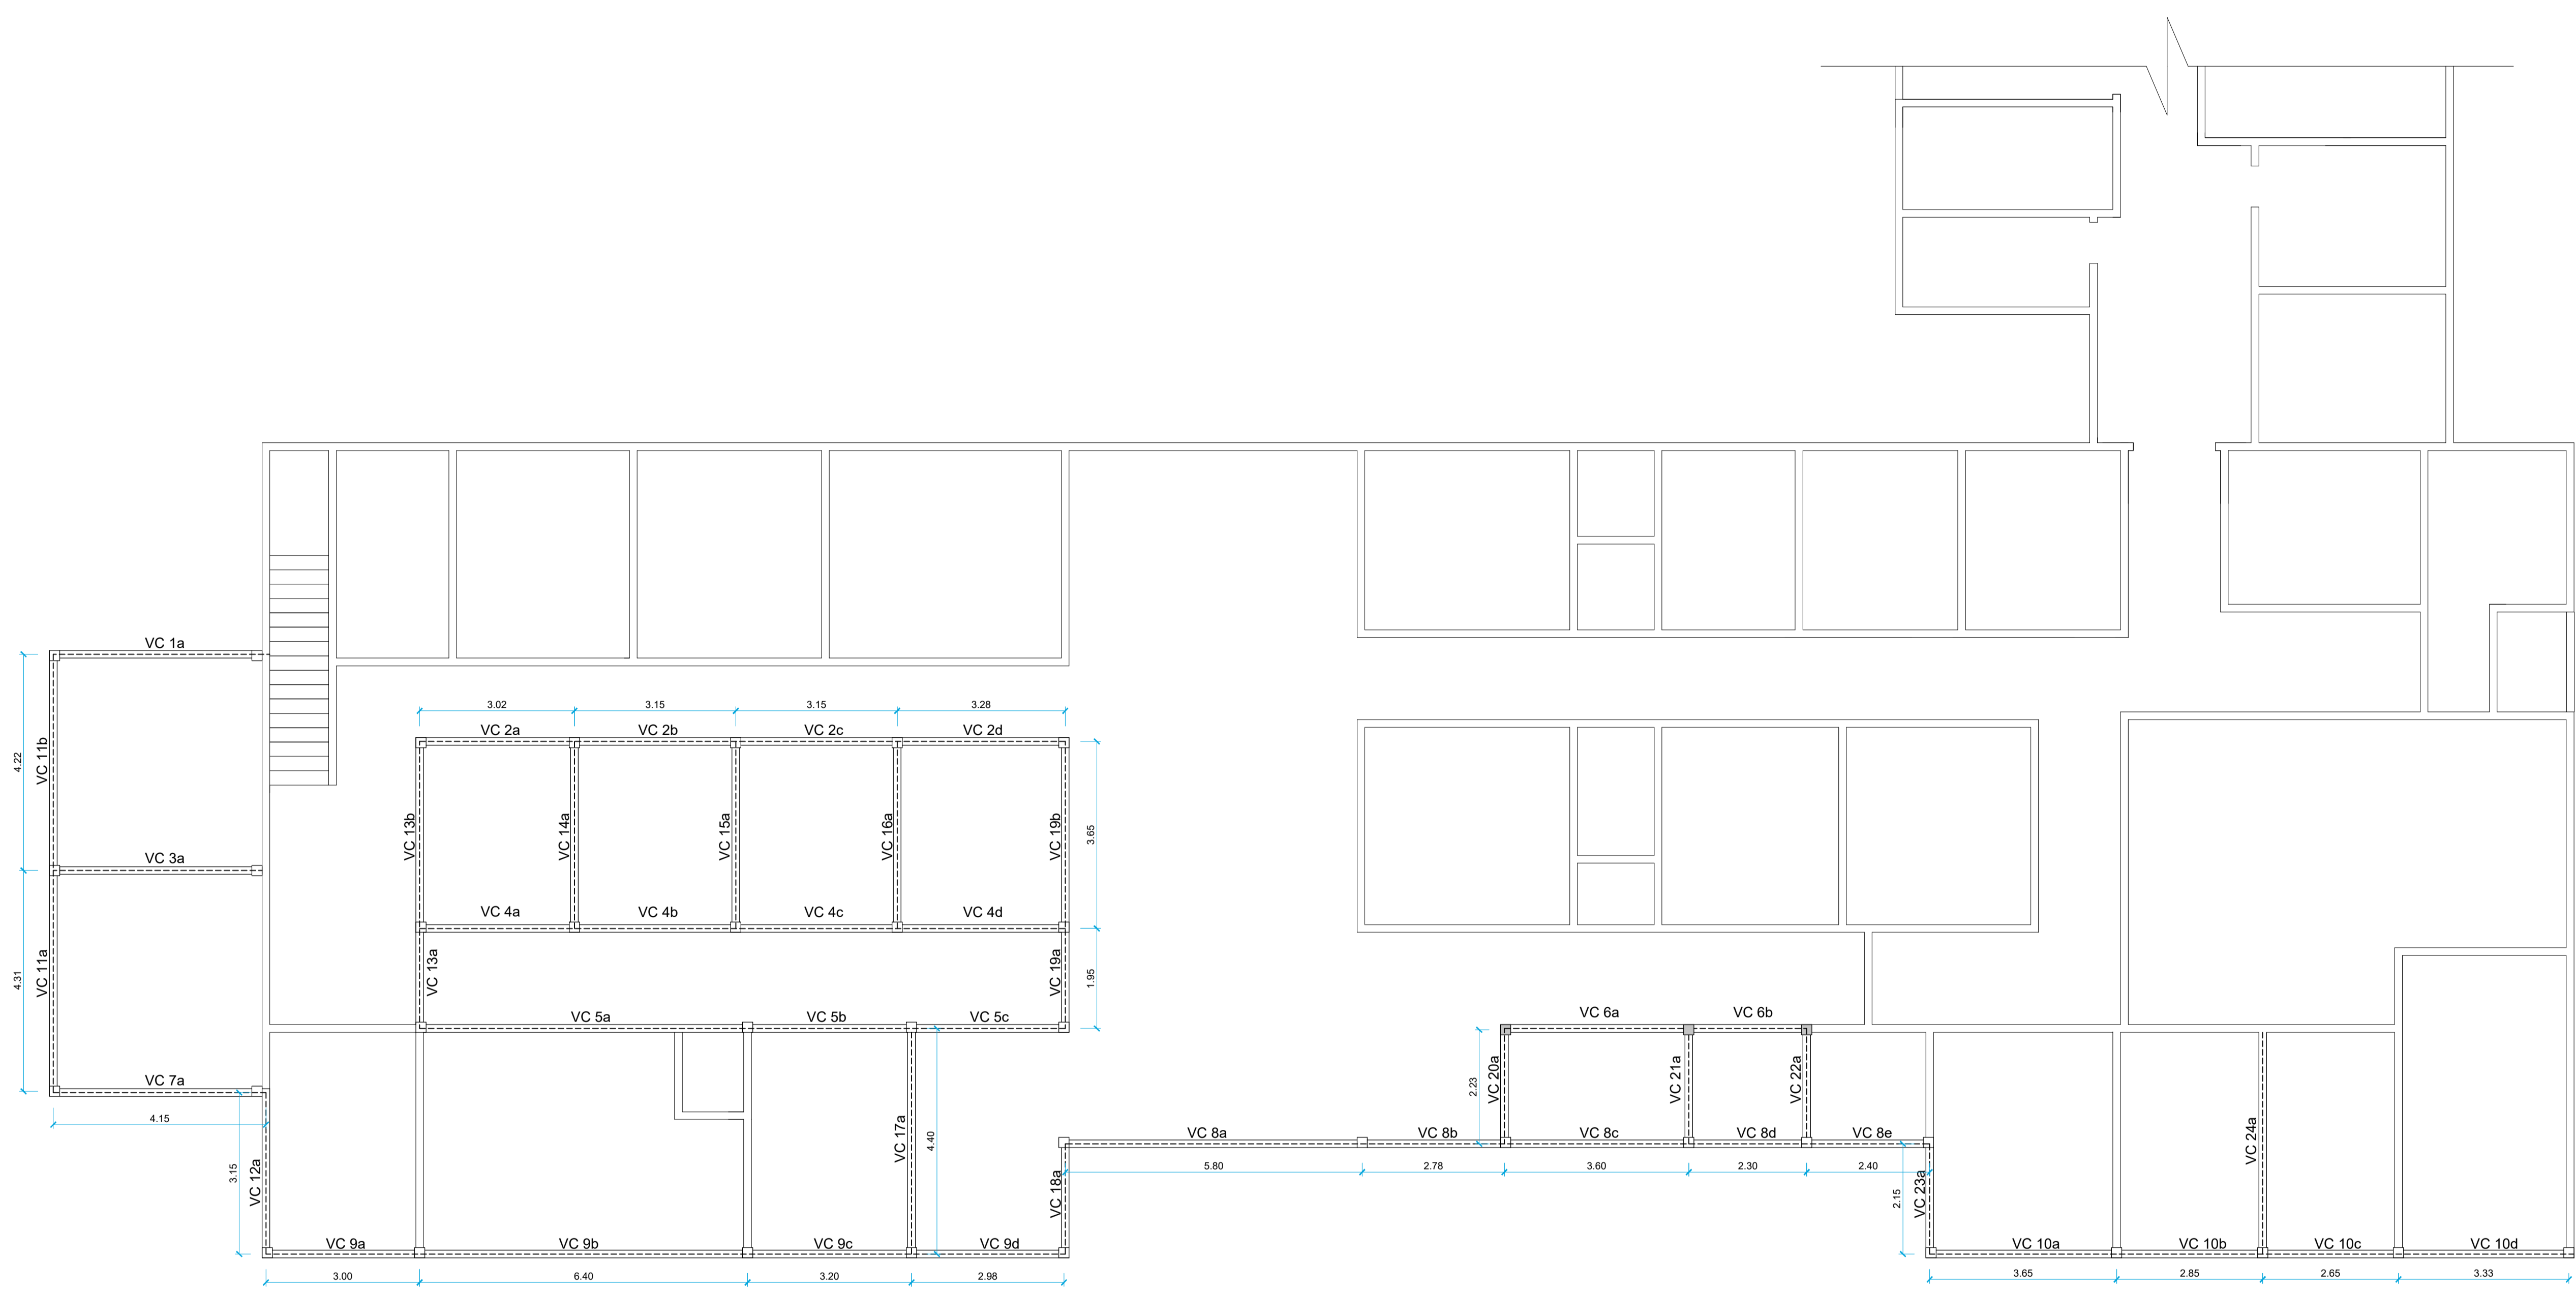 VC 1a
VC 11b
4.22
VC 3a
VC 11a
4.31
VC 7a
4.15
3.02
3.15
3.15
3.28
VC 2a
VC 2b
VC 2c
VC 2d
VC 13b
VC 14a
VC 15a
VC 16a
VC 19b
3.65
VC 4a
VC 4b
VC 4c
VC 4d
VC 13a
VC 19a
1.95
VC 5a
VC 5b
VC 5c
VC 6a
VC 6b
VC 20a
VC 21a
VC 22a
2.23
VC 17a
4.40
VC 12a
3.15
VC 18a
VC 8a
VC 8b
VC 8c
VC 8d
VC 8e
5.80
2.78
3.60
2.30
2.40
VC 23a
2.15
VC 24a
VC 9a
VC 9b
VC 9c
VC 9d
3.00
6.40
3.20
2.98
VC 10a
VC 10b
VC 10c
VC 10d
3.65
2.85
2.65
3.33